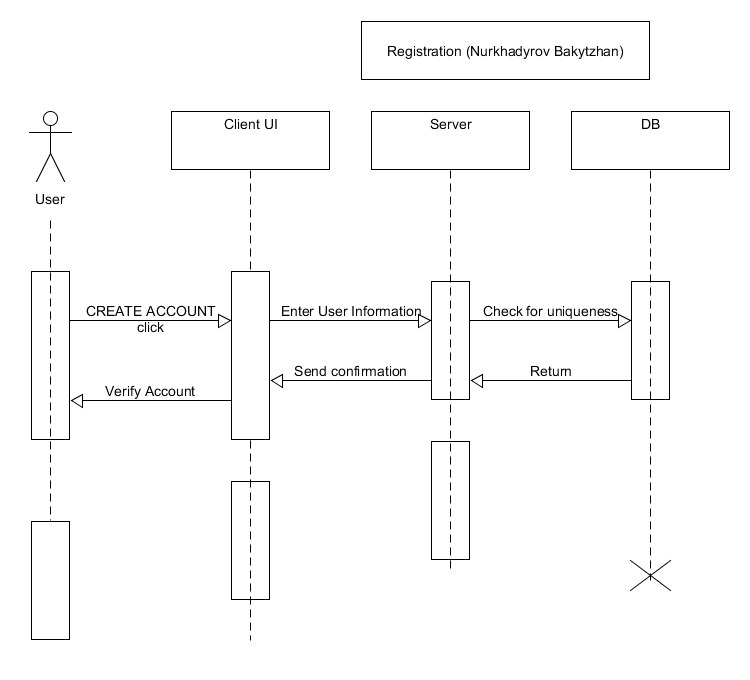 Registration (Nurkhadyrov Bakytzhan)
Client UI
Server
DB
User
CREATE ACCOUNT
click
Enter User Information
Check for uniqueness
Send confirmation
Return
Verify Account